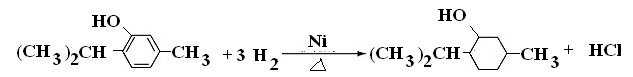 HO HO
(CH₃)₂CH CH₃ + 3 H₂ Ni △ (CH₃)₂CH CH₃ + HCl